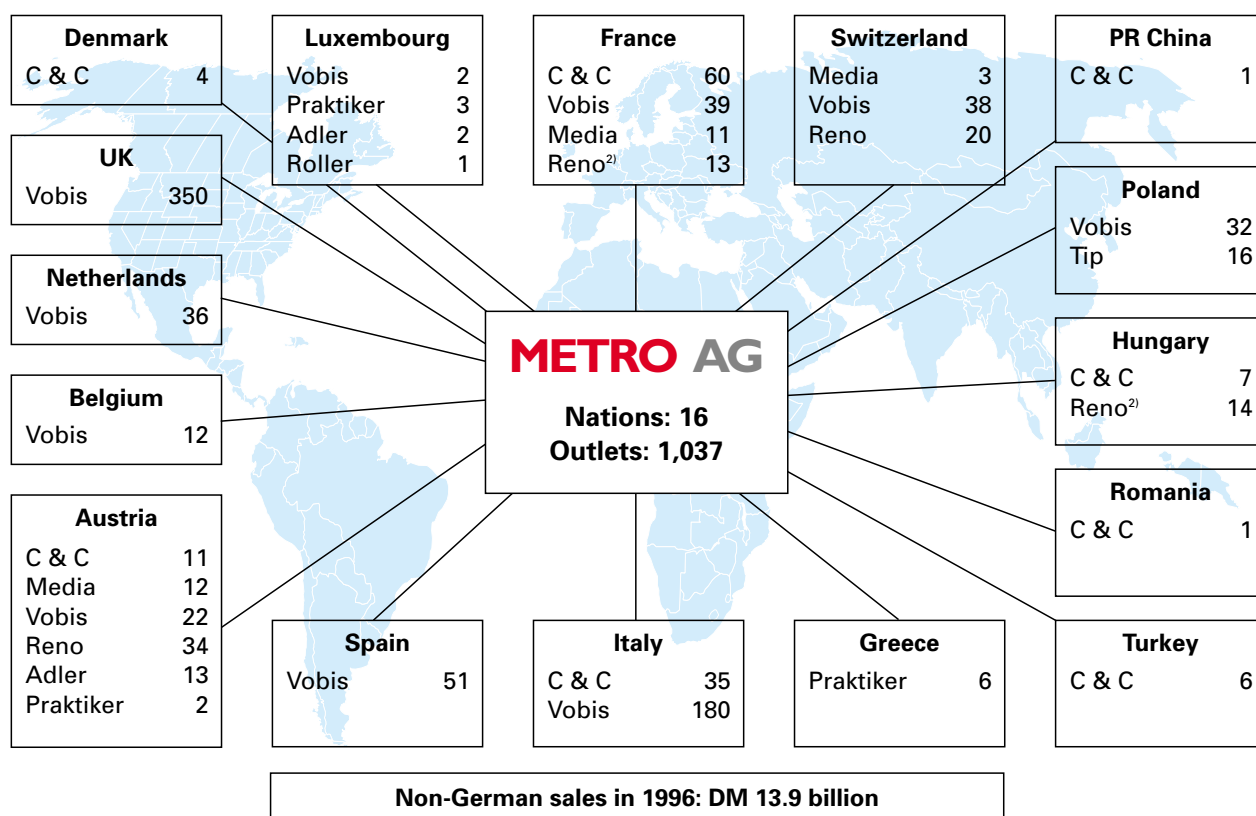 Denmark
C & C 4
Luxembourg
Vobis 2
Praktiker 3
Adler 2
Roller 1
France
C & C 60
Vobis 39
Media 11
Reno2) 13
Switzerland
Media 3
Vobis 38
Reno 20
PR China
C & C 1
UK
Vobis 350
Poland
Vobis 32
Tip 16
Netherlands
Vobis 36
METRO AG
Nations: 16
Outlets: 1,037
Hungary
C & C 7
Reno2) 14
Belgium
Vobis 12
Romania
C & C 1
Austria
C & C 11
Media 12
Vobis 22
Reno 34
Adler 13
Praktiker 2
Spain
Vobis 51
Italy
C & C 35
Vobis 180
Greece
Praktiker 6
Turkey
C & C 6
Non-German sales in 1996: DM 13.9 billion